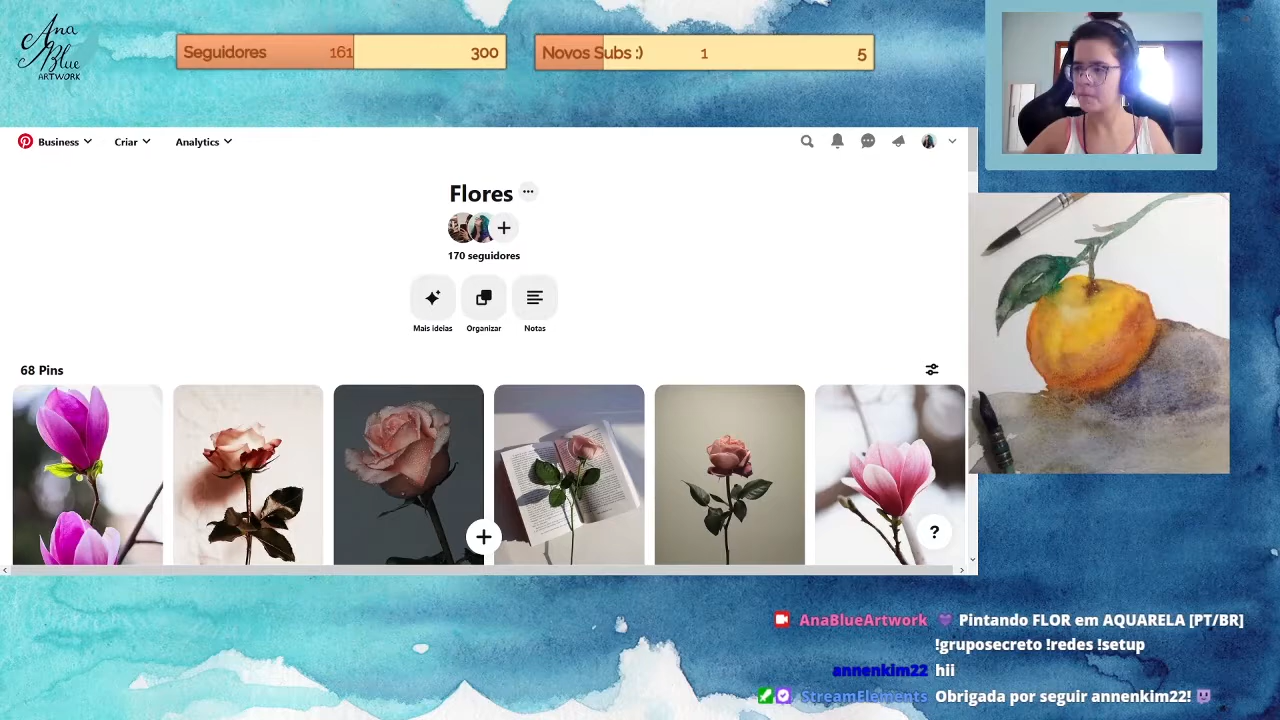 Ana
Blue
ARTWORK
Seguidores 161 300
Novos Subs :) 1 5
Business Criar Analytics
Flores
170 seguidores
Mais ideias Organizar Notas
68 Pins
?
AnaBlueArtwork Pintando FLOR em AQUARELA [PT/BR]
!gruposecreto !redes !setup
annenkim22 hii
StreamElements Obrigada por seguir annenkim22!